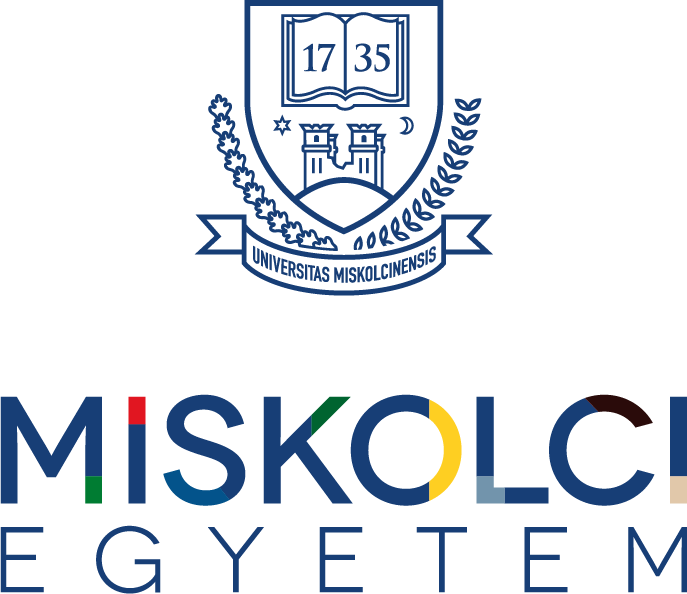 17 35
UNIVERSITAS MISKOLCINENSIS
MISKOLCI
EGYETEM